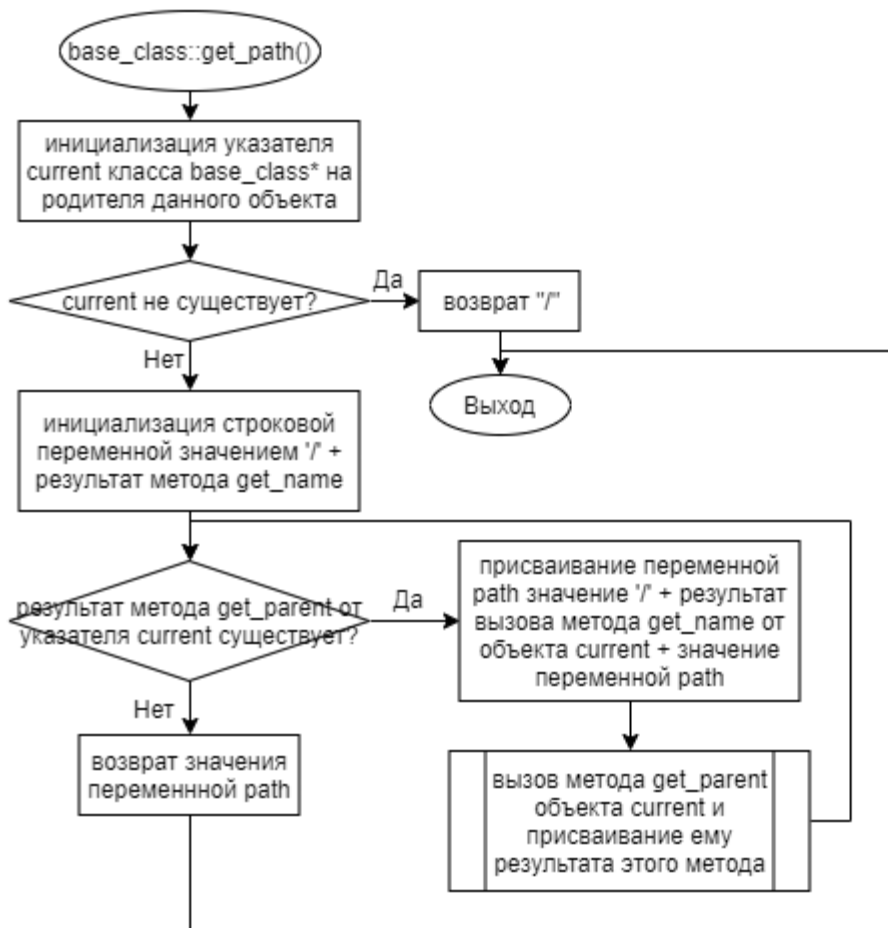 base_class::get_path()
инициализация указателя
current класса base_class* на
родителя данного объекта
current не существует?
Да
возврат "/"
Выход
Нет
инициализация строковой
переменной значением '/' +
результат метода get_name
результат метода get_parent от
указателя current существует?
Да
присваивание переменной
path значение '/' + результат
вызова метода get_name от
объекта current + значение
переменной path
вызов метода get_parent
объекта current и
присваивание ему
результата этого метода
Нет
возврат значения
переменнной path